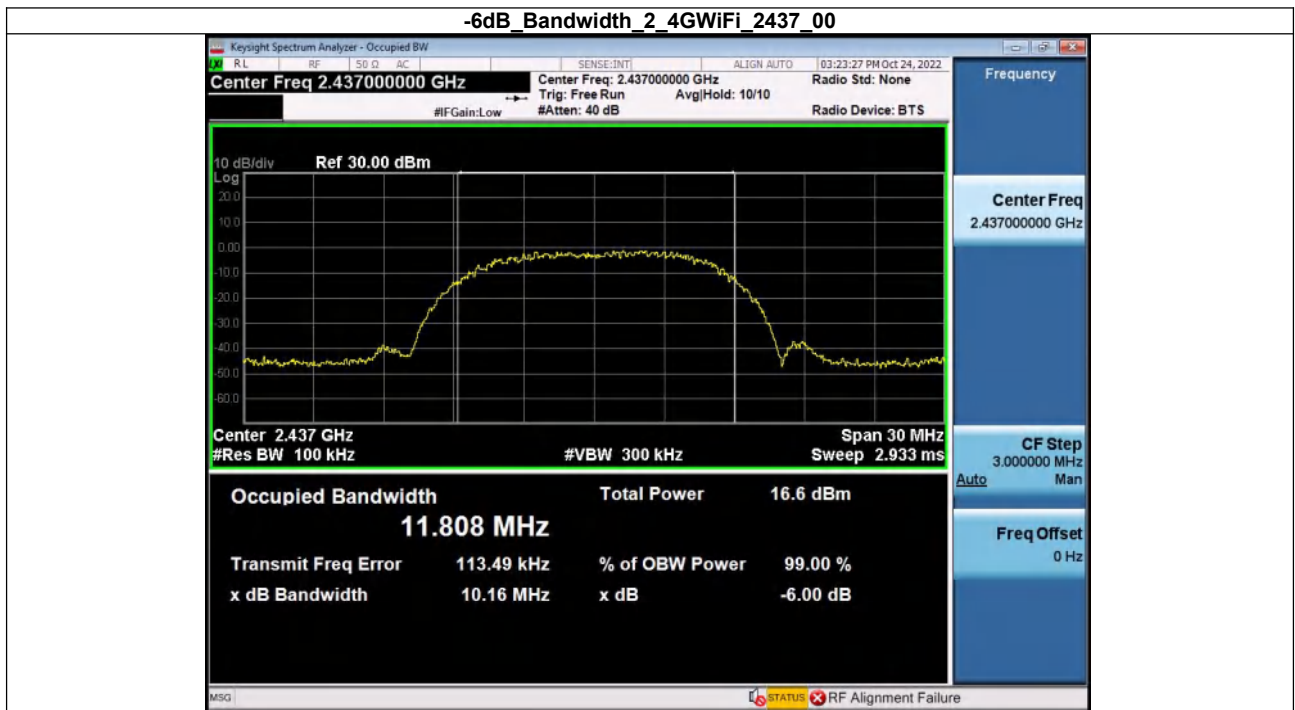 -6dB_Bandwidth_2_4GWiFi_2437_00
Keysight Spectrum Analyzer - Occupied BW
LXI RL RF 50 Ω AC SENSE:INT ALIGN AUTO 03:23:27 PM Oct 24, 2022
Center Freq 2.437000000 GHz
Center Freq: 2.437000000 GHz Radio Std: None
Trig: Free Run Avg|Hold: 10/10
#IFGain:Low #Atten: 40 dB Radio Device: BTS
Frequency
10 dB/div Ref 30.00 dBm
Log
20.0
10.0
0.00
-10.0
-20.0
-30.0
-40.0
-50.0
-60.0
Center 2.437 GHz Span 30 MHz
#Res BW 100 kHz #VBW 300 kHz Sweep 2.933 ms
Center Freq
2.437000000 GHz
CF Step
3.000000 MHz
Auto Man
Freq Offset
0 Hz
Occupied Bandwidth Total Power 16.6 dBm
11.808 MHz
Transmit Freq Error 113.49 kHz % of OBW Power 99.00 %
x dB Bandwidth 10.16 MHz x dB -6.00 dB
MSG STATUS RF Alignment Failure